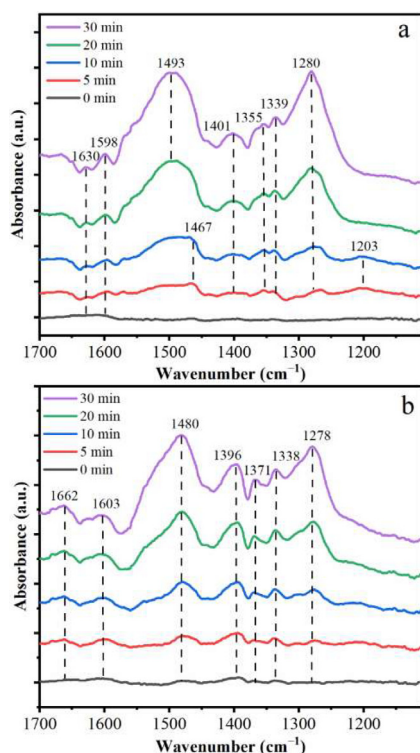 a
30 min
20 min
10 min
5 min
0 min
1630
1598
1493
1467
1401
1355
1339
1280
1203
Absorbance (a.u.)
1700 1600 1500 1400 1300 1200
Wavenumber (cm⁻¹)
b
30 min
20 min
10 min
5 min
0 min
1662
1603
1480
1396
1371
1338
1278
Absorbance (a.u.)
1700 1600 1500 1400 1300 1200
Wavenumber (cm⁻¹)